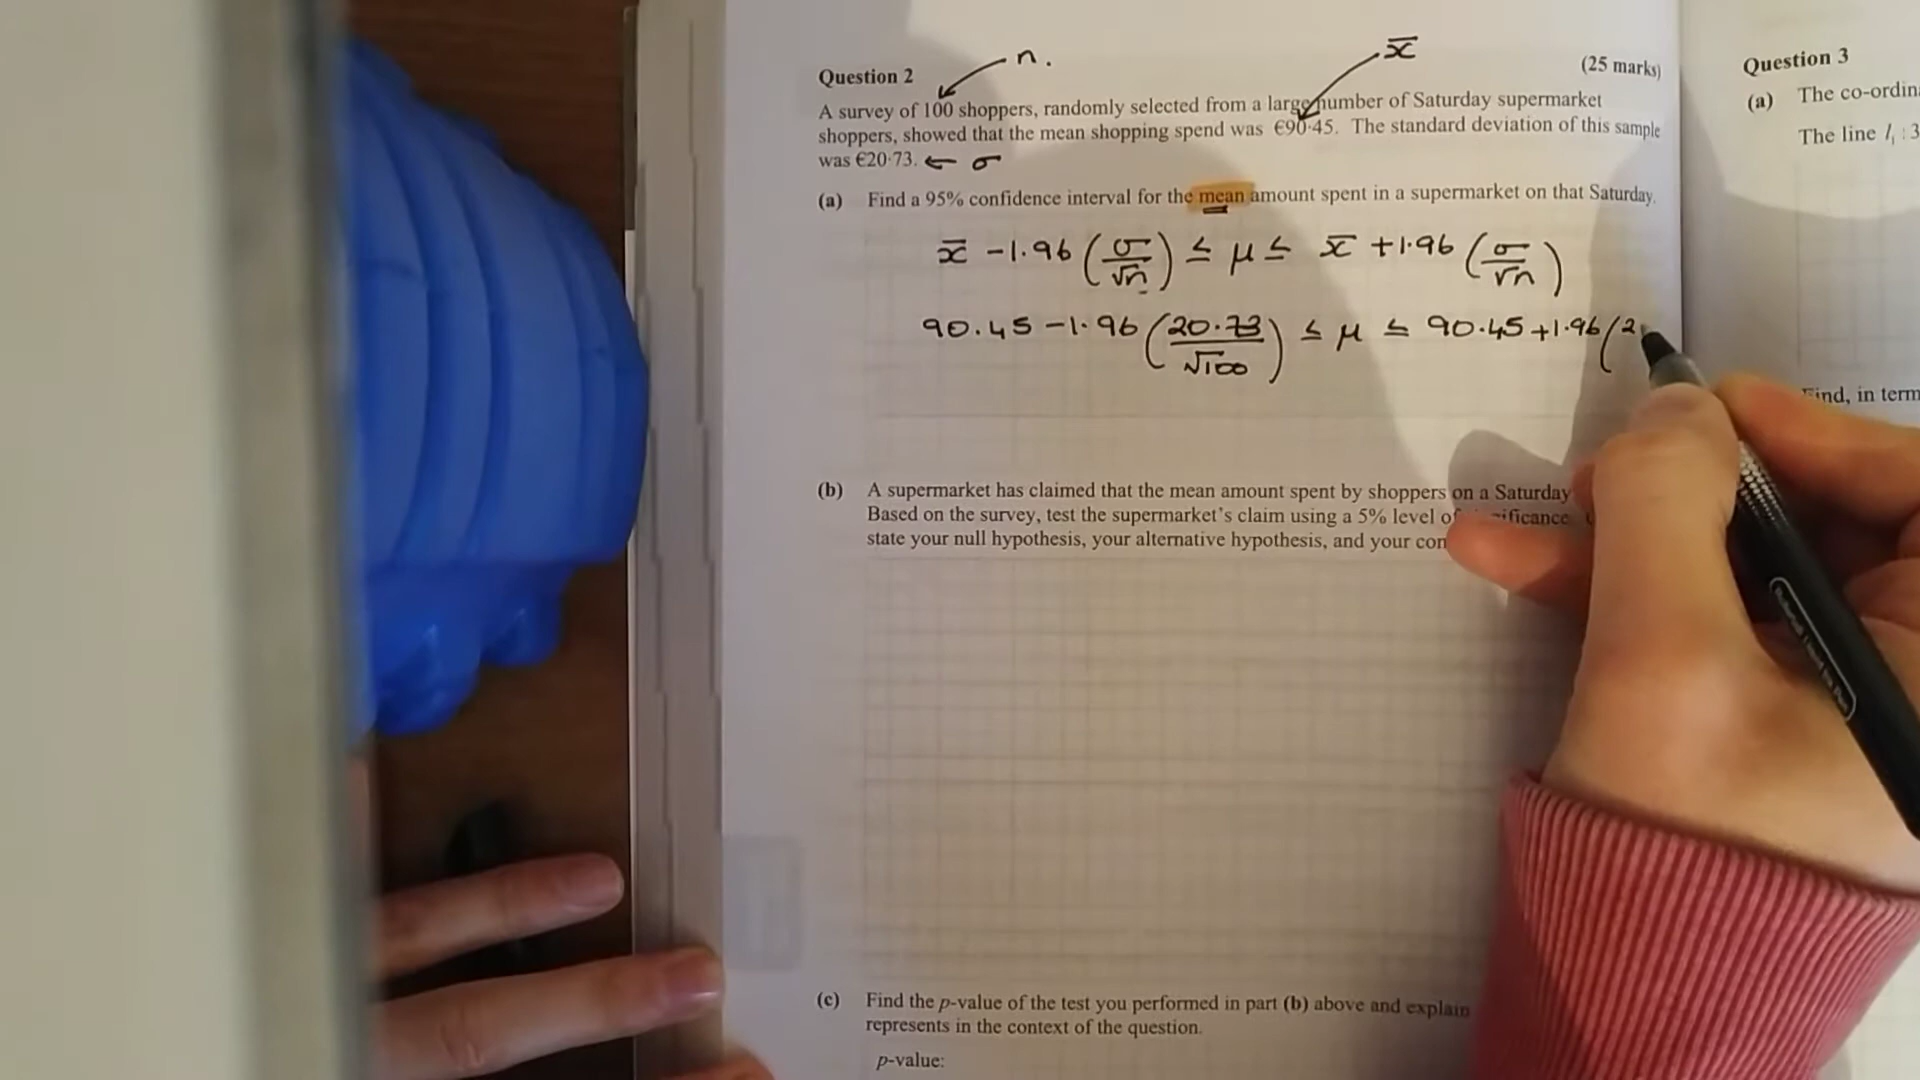 n.
x̄
Question 2
(25 marks)
A survey of 100 shoppers, randomly selected from a large number of Saturday supermarket
shoppers, showed that the mean shopping spend was €90·45. The standard deviation of this sample
was €20·73. ← σ
(a) Find a 95% confidence interval for the mean amount spent in a supermarket on that Saturday.
x̄ - 1.96 (σ/√n) ≤ μ ≤ x̄ + 1.96 (σ/√n)
90.45 - 1.96 (20.73/√100) ≤ μ ≤ 90.45 + 1.96 (2
(b) A supermarket has claimed that the mean amount spent by shoppers on a Saturday
Based on the survey, test the supermarket's claim using a 5% level of
state your null hypothesis, your alternative hypothesis, and your con
(c) Find the p-value of the test you performed in part (b) above and explain
represents in the context of the question.
p-value:
Question 3
(a) The co-ordin
The line l₁ : 3
Find, in term